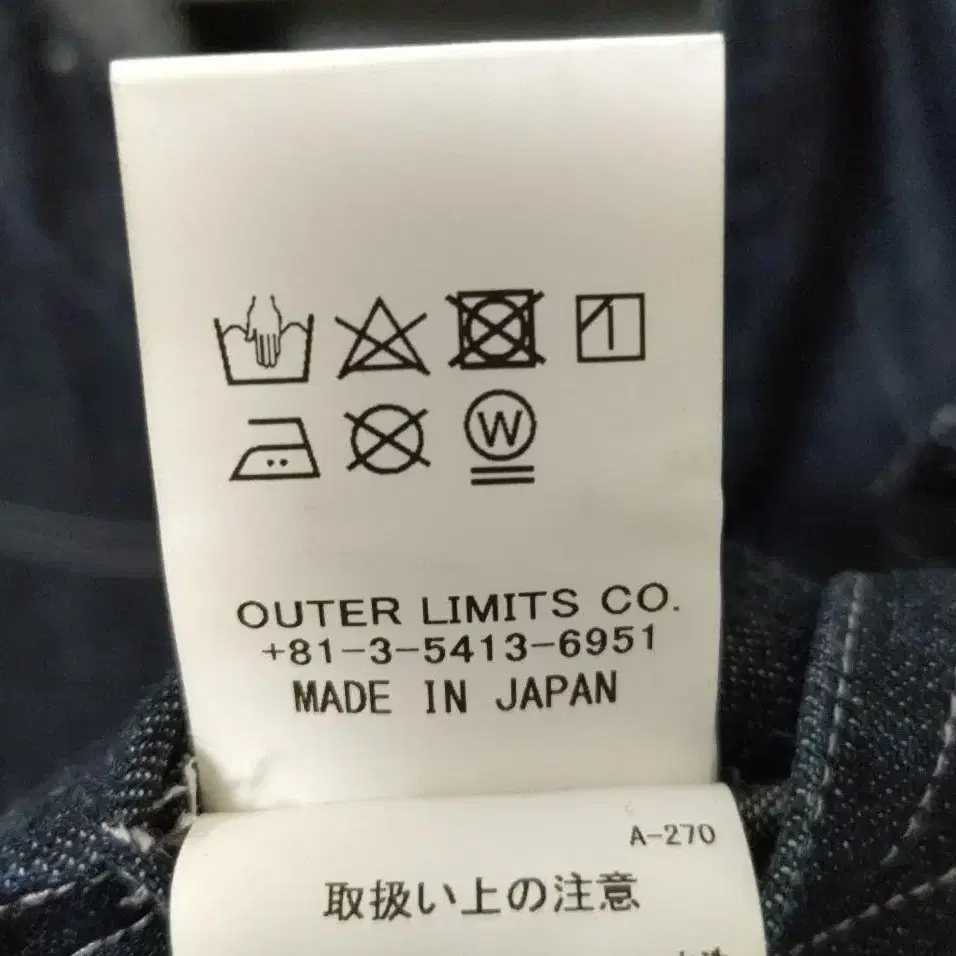 W
OUTER LIMITS CO.
+81-3-5413-6951
MADE IN JAPAN
A-270
取扱い上の注意